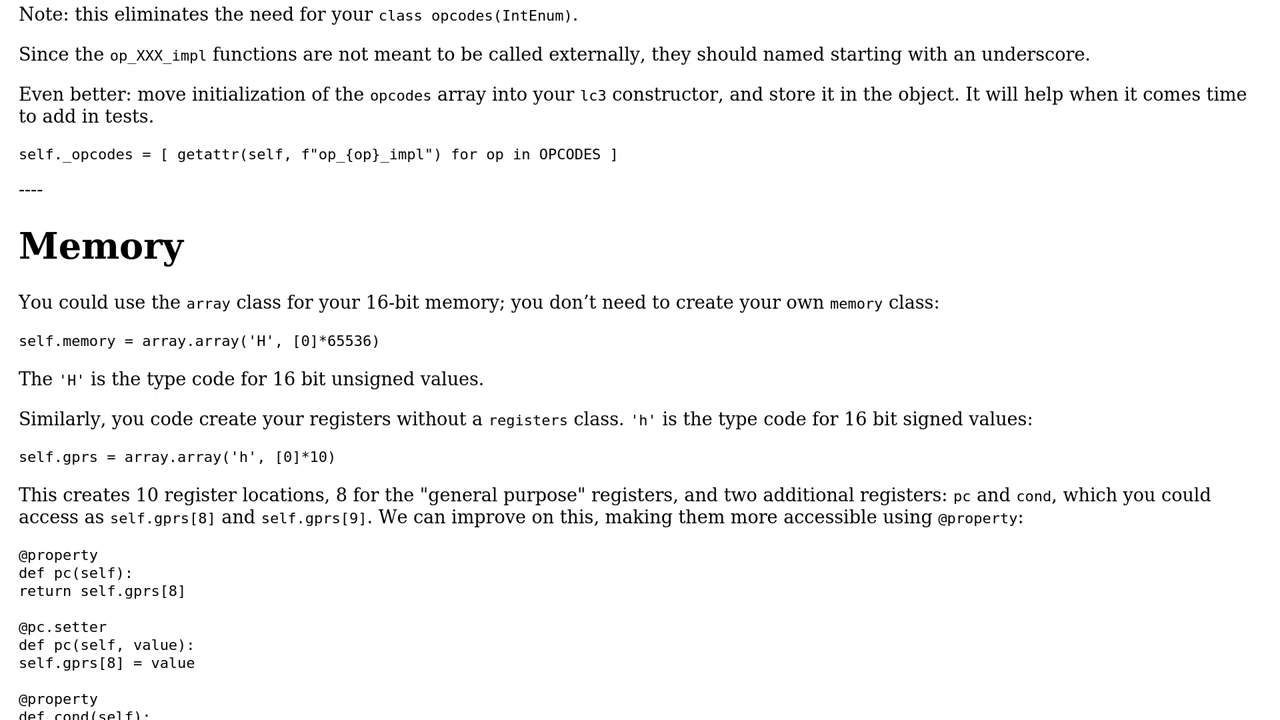 Note: this eliminates the need for your class opcodes(IntEnum).
Since the op_XXX_impl functions are not meant to be called externally, they should named starting with an underscore.
Even better: move initialization of the opcodes array into your lc3 constructor, and store it in the object. It will help when it comes time
to add in tests.
self._opcodes = [ getattr(self, f"op_{op}_impl") for op in OPCODES ]
----
Memory
You could use the array class for your 16-bit memory; you don’t need to create your own memory class:
self.memory = array.array('H', [0]*65536)
The 'H' is the type code for 16 bit unsigned values.
Similarly, you code create your registers without a registers class. 'h' is the type code for 16 bit signed values:
self.gprs = array.array('h', [0]*10)
This creates 10 register locations, 8 for the "general purpose" registers, and two additional registers: pc and cond, which you could
access as self.gprs[8] and self.gprs[9]. We can improve on this, making them more accessible using @property:
@property
def pc(self):
return self.gprs[8]
@pc.setter
def pc(self, value):
self.gprs[8] = value
@property
def cond(self):